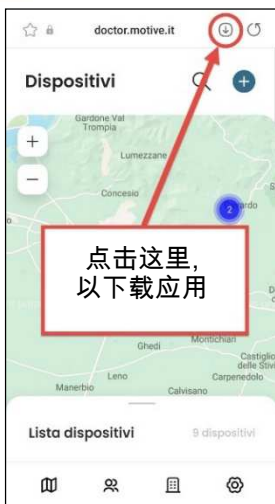 doctor.motive.it
Dispositivi
Gardone Val
Trompia
Lumezzane
Concesio
2
点击这里,
以下载应用
Ghedi
Montichiari
Castiglio
delle Stivi
Leno
Carpenedolo
Manerbio
Calvisano
Lista dispositivi
9 dispositivi